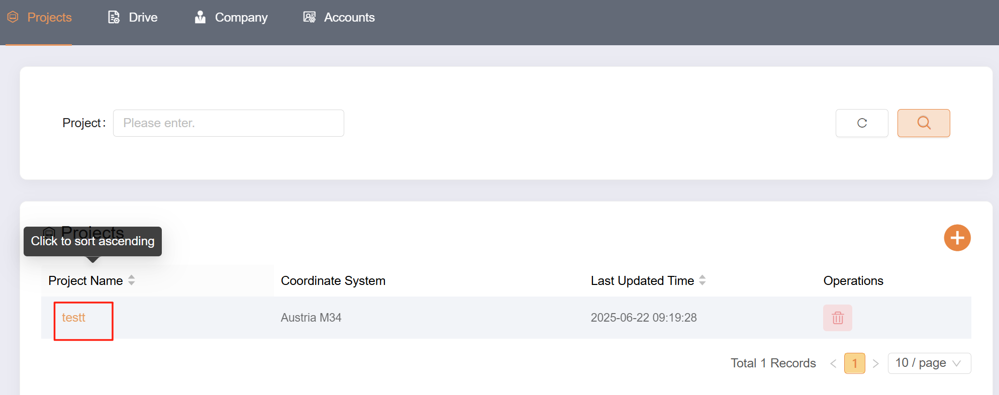 Projects Drive Company Accounts
Project: Please enter.
Projects
Click to sort ascending
Project Name Coordinate System Last Updated Time Operations
testt Austria M34 2025-06-22 09:19:28
Total 1 Records < 1 > 10 / page